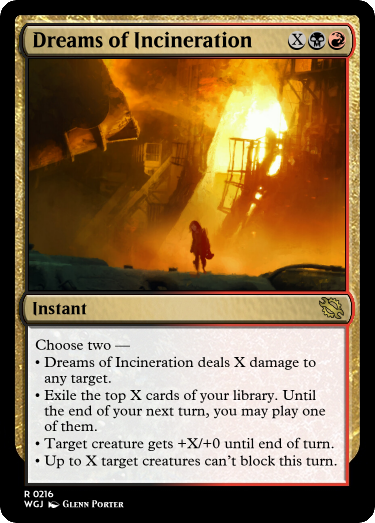 Dreams of Incineration X
Instant
Choose two —
• Dreams of Incineration deals X damage to
any target.
• Exile the top X cards of your library. Until
the end of your next turn, you may play one
of them.
• Target creature gets +X/+0 until end of turn.
• Up to X target creatures can't block this turn.
R 0216
WGJ Glenn Porter